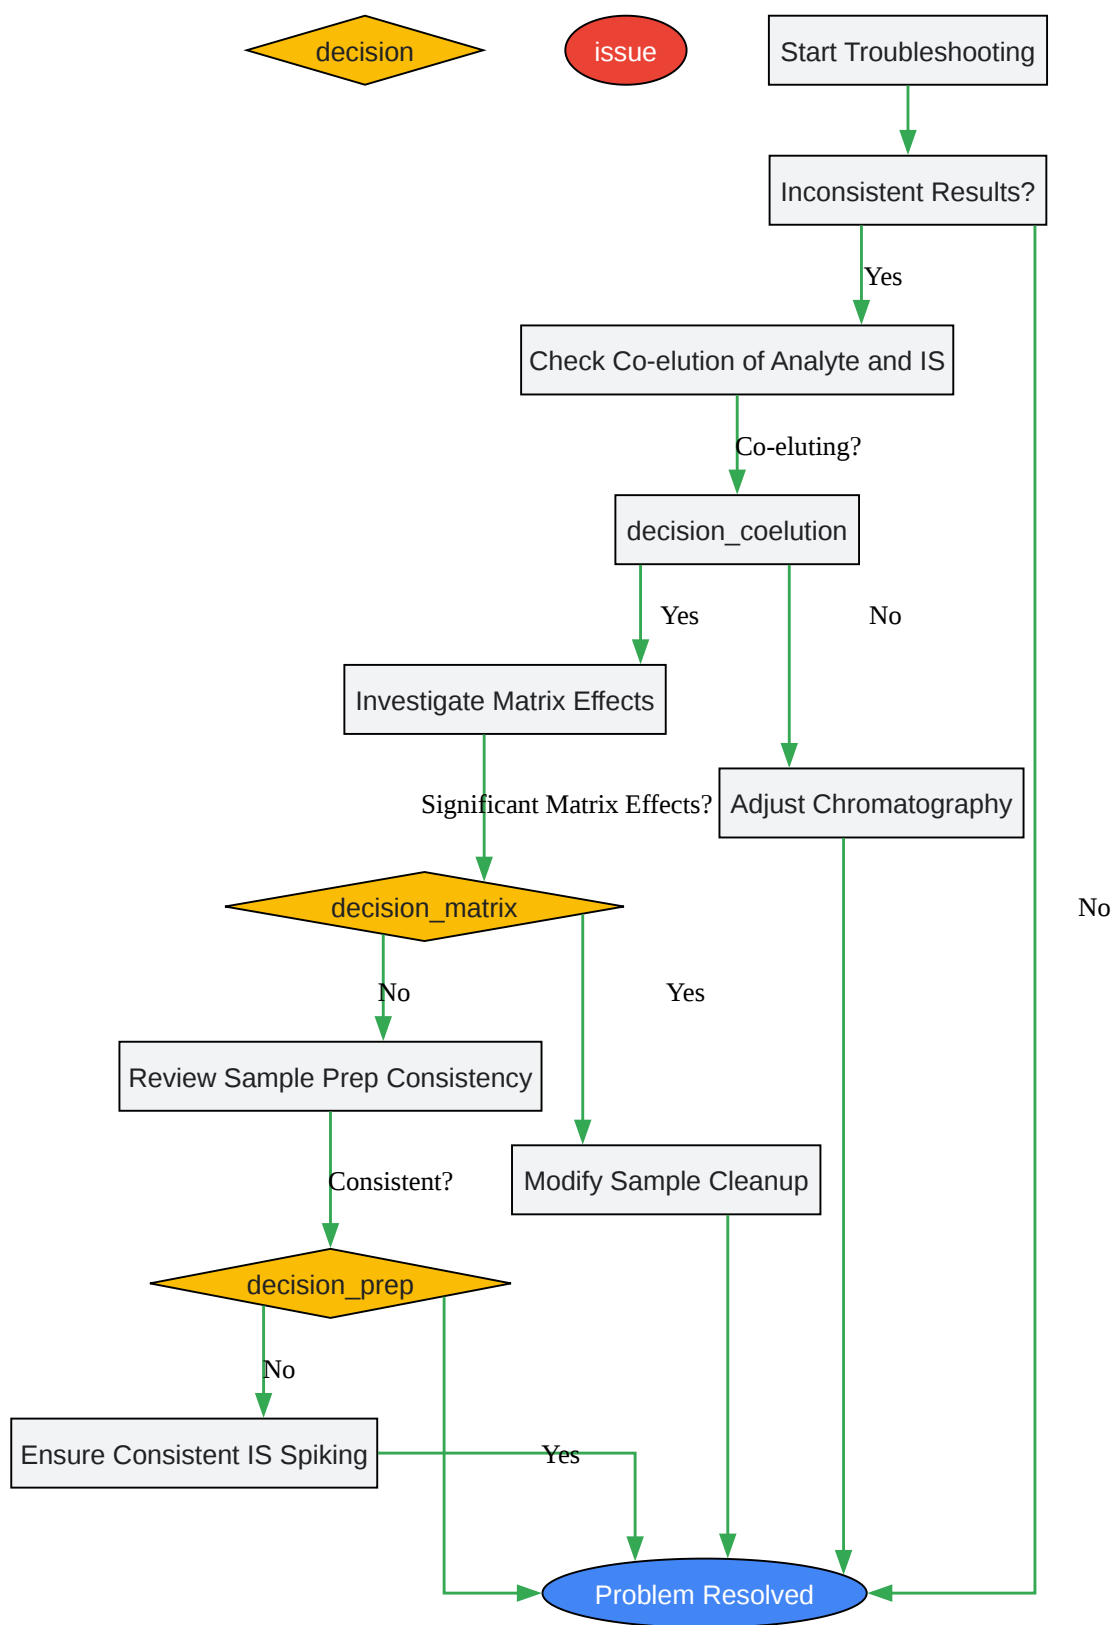 decision
issue
Start Troubleshooting
Inconsistent Results?
Yes
Check Co-elution of Analyte and IS
Co-eluting?
decision_coelution
Yes
No
Investigate Matrix Effects
Significant Matrix Effects?
Adjust Chromatography
decision_matrix
No
No
Yes
Review Sample Prep Consistency
Consistent?
Modify Sample Cleanup
decision_prep
No
Ensure Consistent IS Spiking
Yes
Problem Resolved